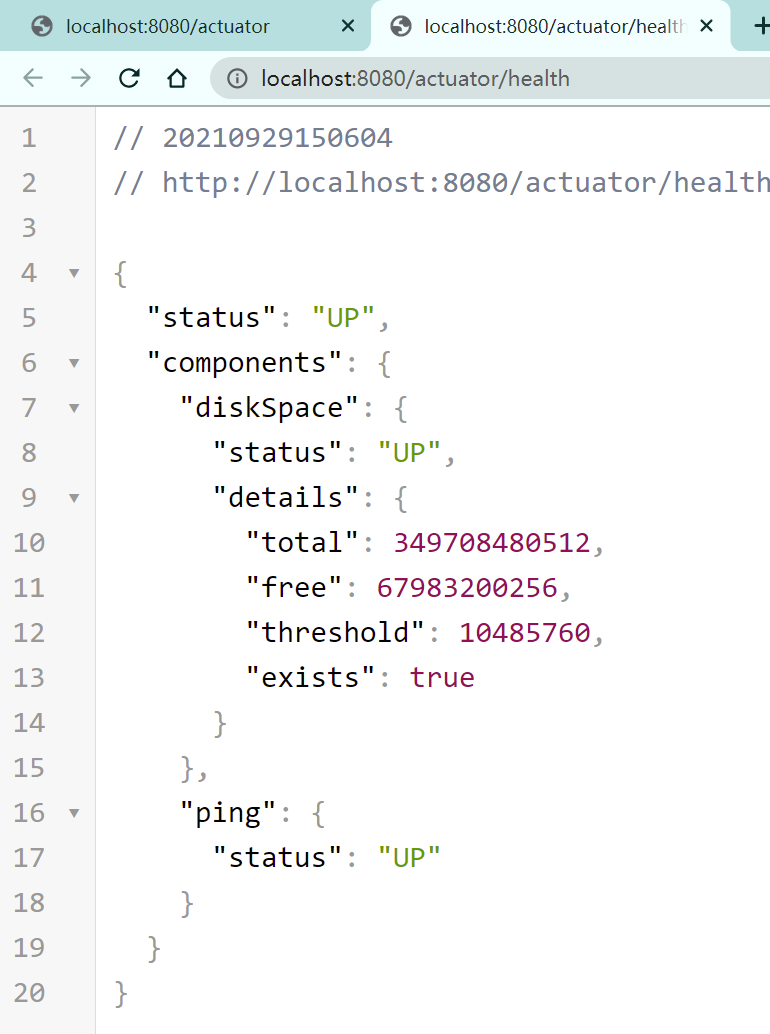 localhost:8080/actuator
localhost:8080/actuator/health
localhost:8080/actuator/health
1 // 20210929150604
2 // http://localhost:8080/actuator/health
3
4 {
5 "status": "UP",
6 "components": {
7 "diskSpace": {
8 "status": "UP",
9 "details": {
10 "total": 349708480512,
11 "free": 67983200256,
12 "threshold": 10485760,
13 "exists": true
14 }
15 },
16 "ping": {
17 "status": "UP"
18 }
19 }
20 }